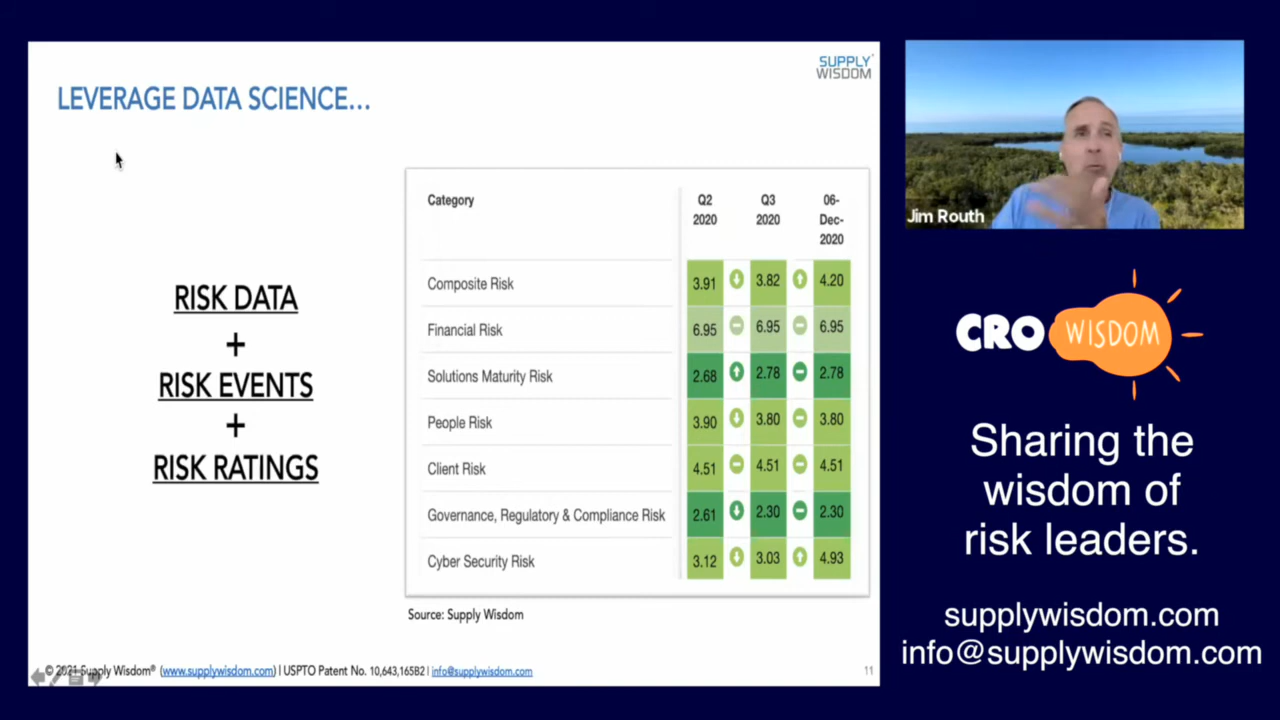 SUPPLY
WISDOM
LEVERAGE DATA SCIENCE...
RISK DATA
+
RISK EVENTS
+
RISK RATINGS
Category Q2 2020 Q3 2020 06-Dec-2020
Composite Risk 3.91 3.82 4.20
Financial Risk 6.95 6.95 6.95
Solutions Maturity Risk 2.68 2.78 2.78
People Risk 3.90 3.80 3.80
Client Risk 4.51 4.51 4.51
Governance, Regulatory & Compliance Risk 2.61 2.30 2.30
Cyber Security Risk 3.12 3.03 4.93
Source: Supply Wisdom
© 2021 Supply Wisdom® (www.supplywisdom.com) | USPTO Patent No. 10,643,16582 | info@supplywisdom.com 11
Jim Routh
CRO WISDOM
Sharing the
wisdom of
risk leaders.
supplywisdom.com
info@supplywisdom.com